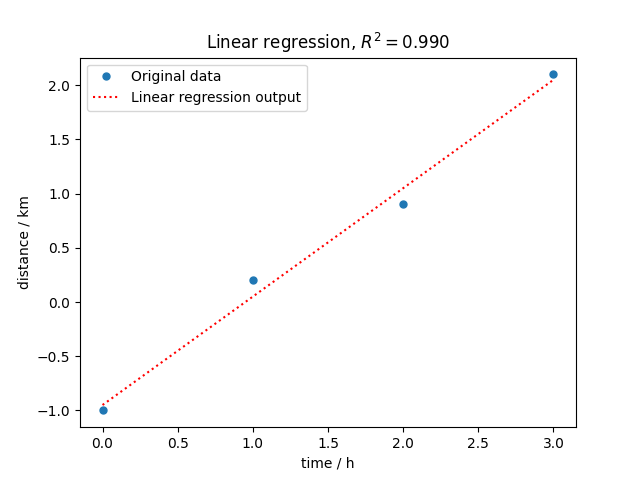 Linear regression, R² = 0.990
Original data
Linear regression output
distance / km
2.0
1.5
1.0
0.5
0.0
−0.5
−1.0
0.0 0.5 1.0 1.5 2.0 2.5 3.0
time / h